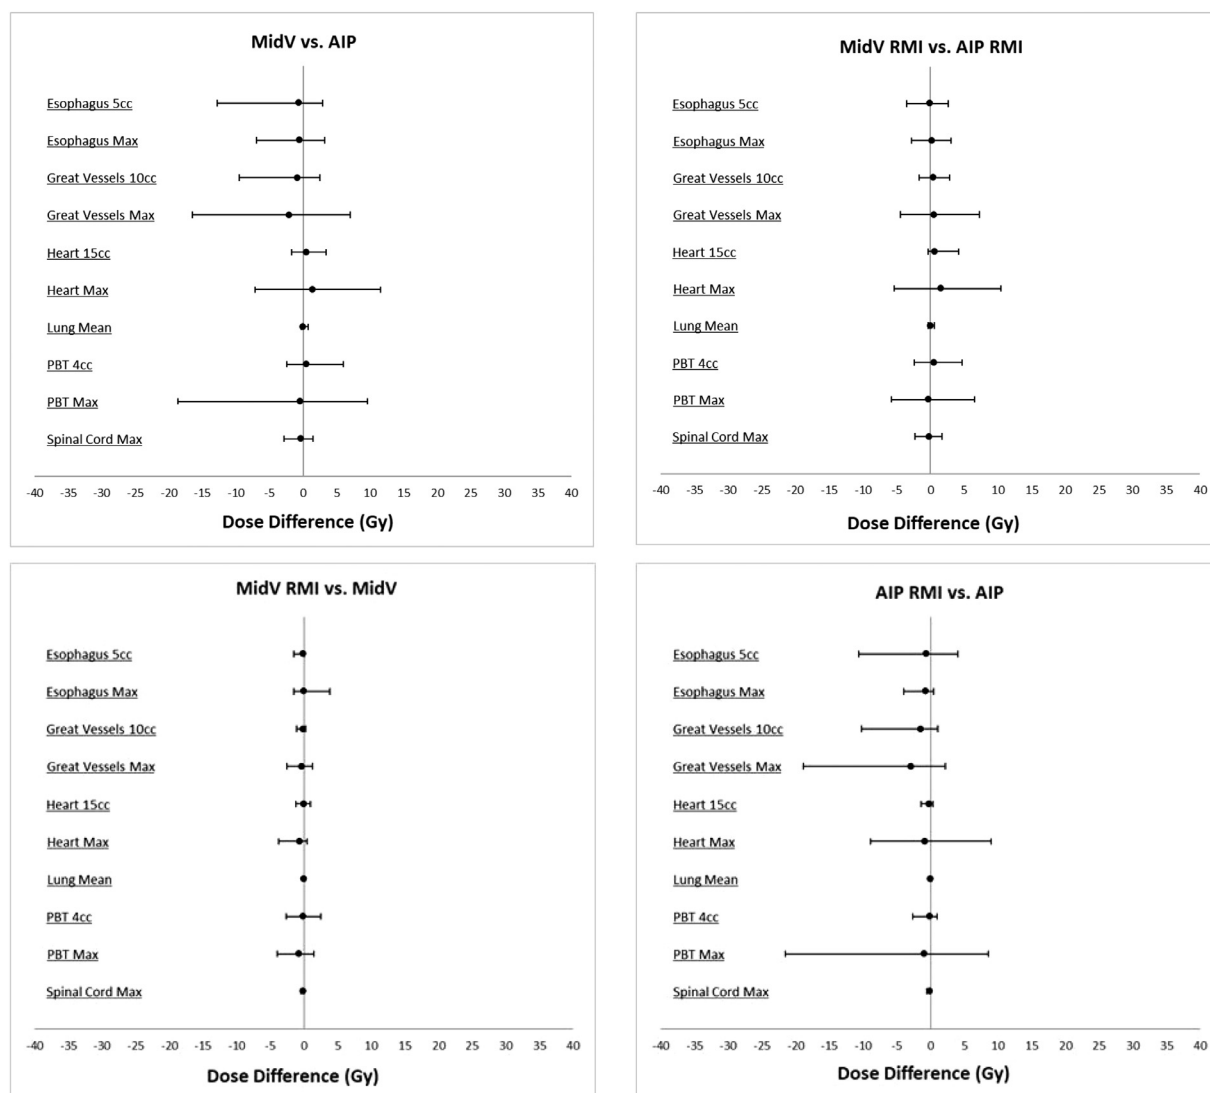 MidV vs. AIP
Esophagus 5cc
Esophagus Max
Great Vessels 10cc
Great Vessels Max
Heart 15cc
Heart Max
Lung Mean
PBT 4cc
PBT Max
Spinal Cord Max
-40 -35 -30 -25 -20 -15 -10 -5 0 5 10 15 20 25 30 35 40
Dose Difference (Gy)
MidV RMI vs. AIP RMI
Esophagus 5cc
Esophagus Max
Great Vessels 10cc
Great Vessels Max
Heart 15cc
Heart Max
Lung Mean
PBT 4cc
PBT Max
Spinal Cord Max
-40 -35 -30 -25 -20 -15 -10 -5 0 5 10 15 20 25 30 35 40
Dose Difference (Gy)
MidV RMI vs. MidV
Esophagus 5cc
Esophagus Max
Great Vessels 10cc
Great Vessels Max
Heart 15cc
Heart Max
Lung Mean
PBT 4cc
PBT Max
Spinal Cord Max
-40 -35 -30 -25 -20 -15 -10 -5 0 5 10 15 20 25 30 35 40
Dose Difference (Gy)
AIP RMI vs. AIP
Esophagus 5cc
Esophagus Max
Great Vessels 10cc
Great Vessels Max
Heart 15cc
Heart Max
Lung Mean
PBT 4cc
PBT Max
Spinal Cord Max
-40 -35 -30 -25 -20 -15 -10 -5 0 5 10 15 20 25 30 35 40
Dose Difference (Gy)